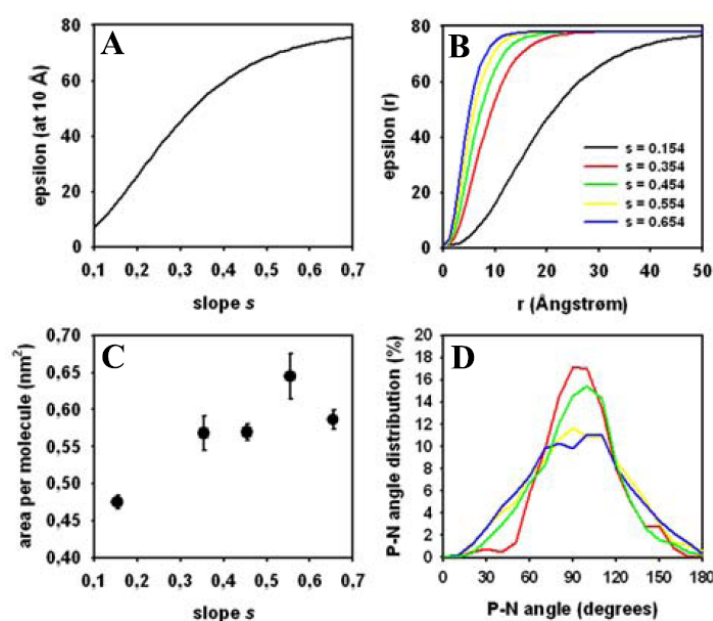 A
epsilon (at 10 Å)
80
60
40
20
0
0,1 0,2 0,3 0,4 0,5 0,6 0,7
slope s
B
epsilon (r)
80
60
40
20
0
s = 0.154
s = 0.354
s = 0.454
s = 0.554
s = 0.654
0 10 20 30 40 50
r (Ångstrøm)
C
area per molecule (nm²)
0,70
0,65
0,60
0,55
0,50
0,45
0,40
0,1 0,2 0,3 0,4 0,5 0,6 0,7
slope s
D
P-N angle distribution (%)
20
18
16
14
12
10
8
6
4
2
0
0 30 60 90 120 150 180
P-N angle (degrees)